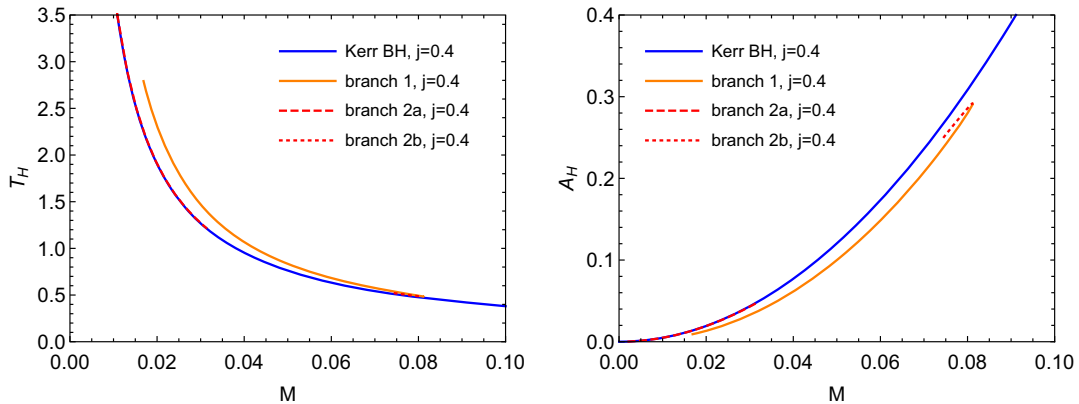 3.5
3.0
2.5
2.0
1.5
1.0
0.5
0.0
T_H
0.00 0.02 0.04 0.06 0.08 0.10
M
Kerr BH, j=0.4
branch 1, j=0.4
branch 2a, j=0.4
branch 2b, j=0.4
0.4
0.3
0.2
0.1
0.0
A_H
0.00 0.02 0.04 0.06 0.08 0.10
M
Kerr BH, j=0.4
branch 1, j=0.4
branch 2a, j=0.4
branch 2b, j=0.4